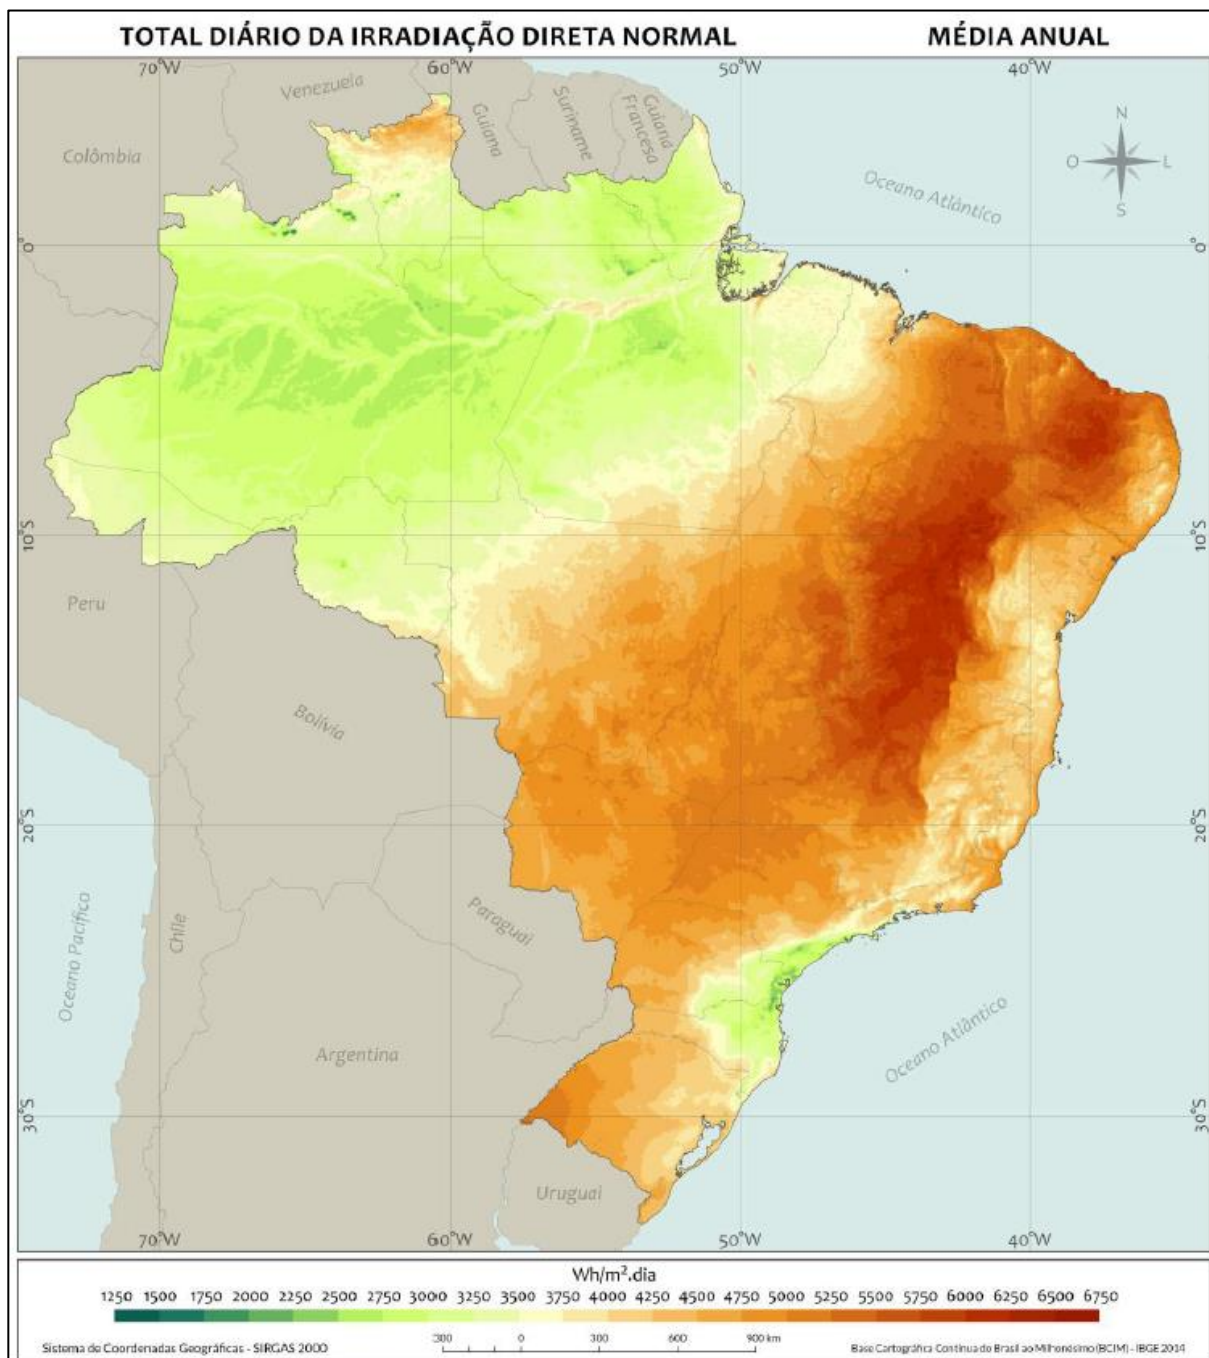 TOTAL DIÁRIO DA IRRADIAÇÃO DIRETA NORMAL MÉDIA ANUAL
70°W 60°W 50°W 40°W
Venezuela
Colômbia
Guiana
Suriname
Guiana
Francesa
Oceano Atlântico
N
O L
S
0° 0°
10°S 10°S
Peru
Bolívia
20°S 20°S
Oceano Pacífico
Chile
Paraguai
Argentina
Oceano Atlântico
30°S 30°S
Uruguai
70°W 60°W 50°W 40°W
Wh/m².dia
1250 1500 1750 2000 2250 2500 2750 3000 3250 3500 3750 4000 4250 4500 4750 5000 5250 5500 5750 6000 6250 6500 6750
300 0 300 600 900 km
Sistema de Coordenadas Geográficas - SIRGAS 2000
Base Cartográfica Contínua do Brasil ao Milionésimo (BCIM) - IBGE 2014